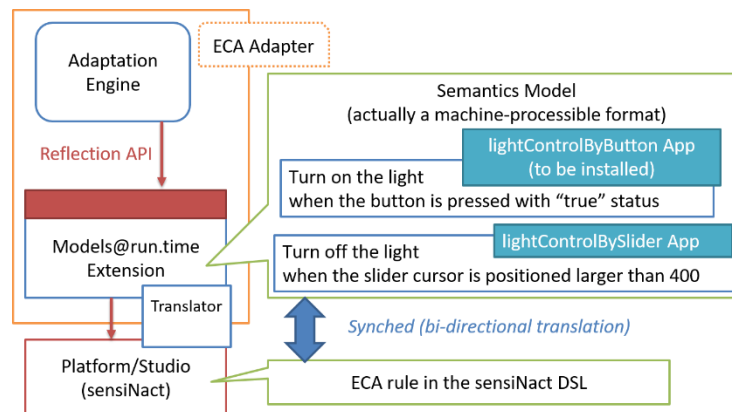 ECA Adapter
Adaptation
Engine
Reflection API
Models@run.time
Extension
Translator
Platform/Studio
(sensiNact)
Semantics Model
(actually a machine-processible format)
lightControlByButton App
(to be installed)
Turn on the light
when the button is pressed with “true” status
lightControlBySlider App
Turn off the light
when the slider cursor is positioned larger than 400
Synched (bi-directional translation)
ECA rule in the sensiNact DSL